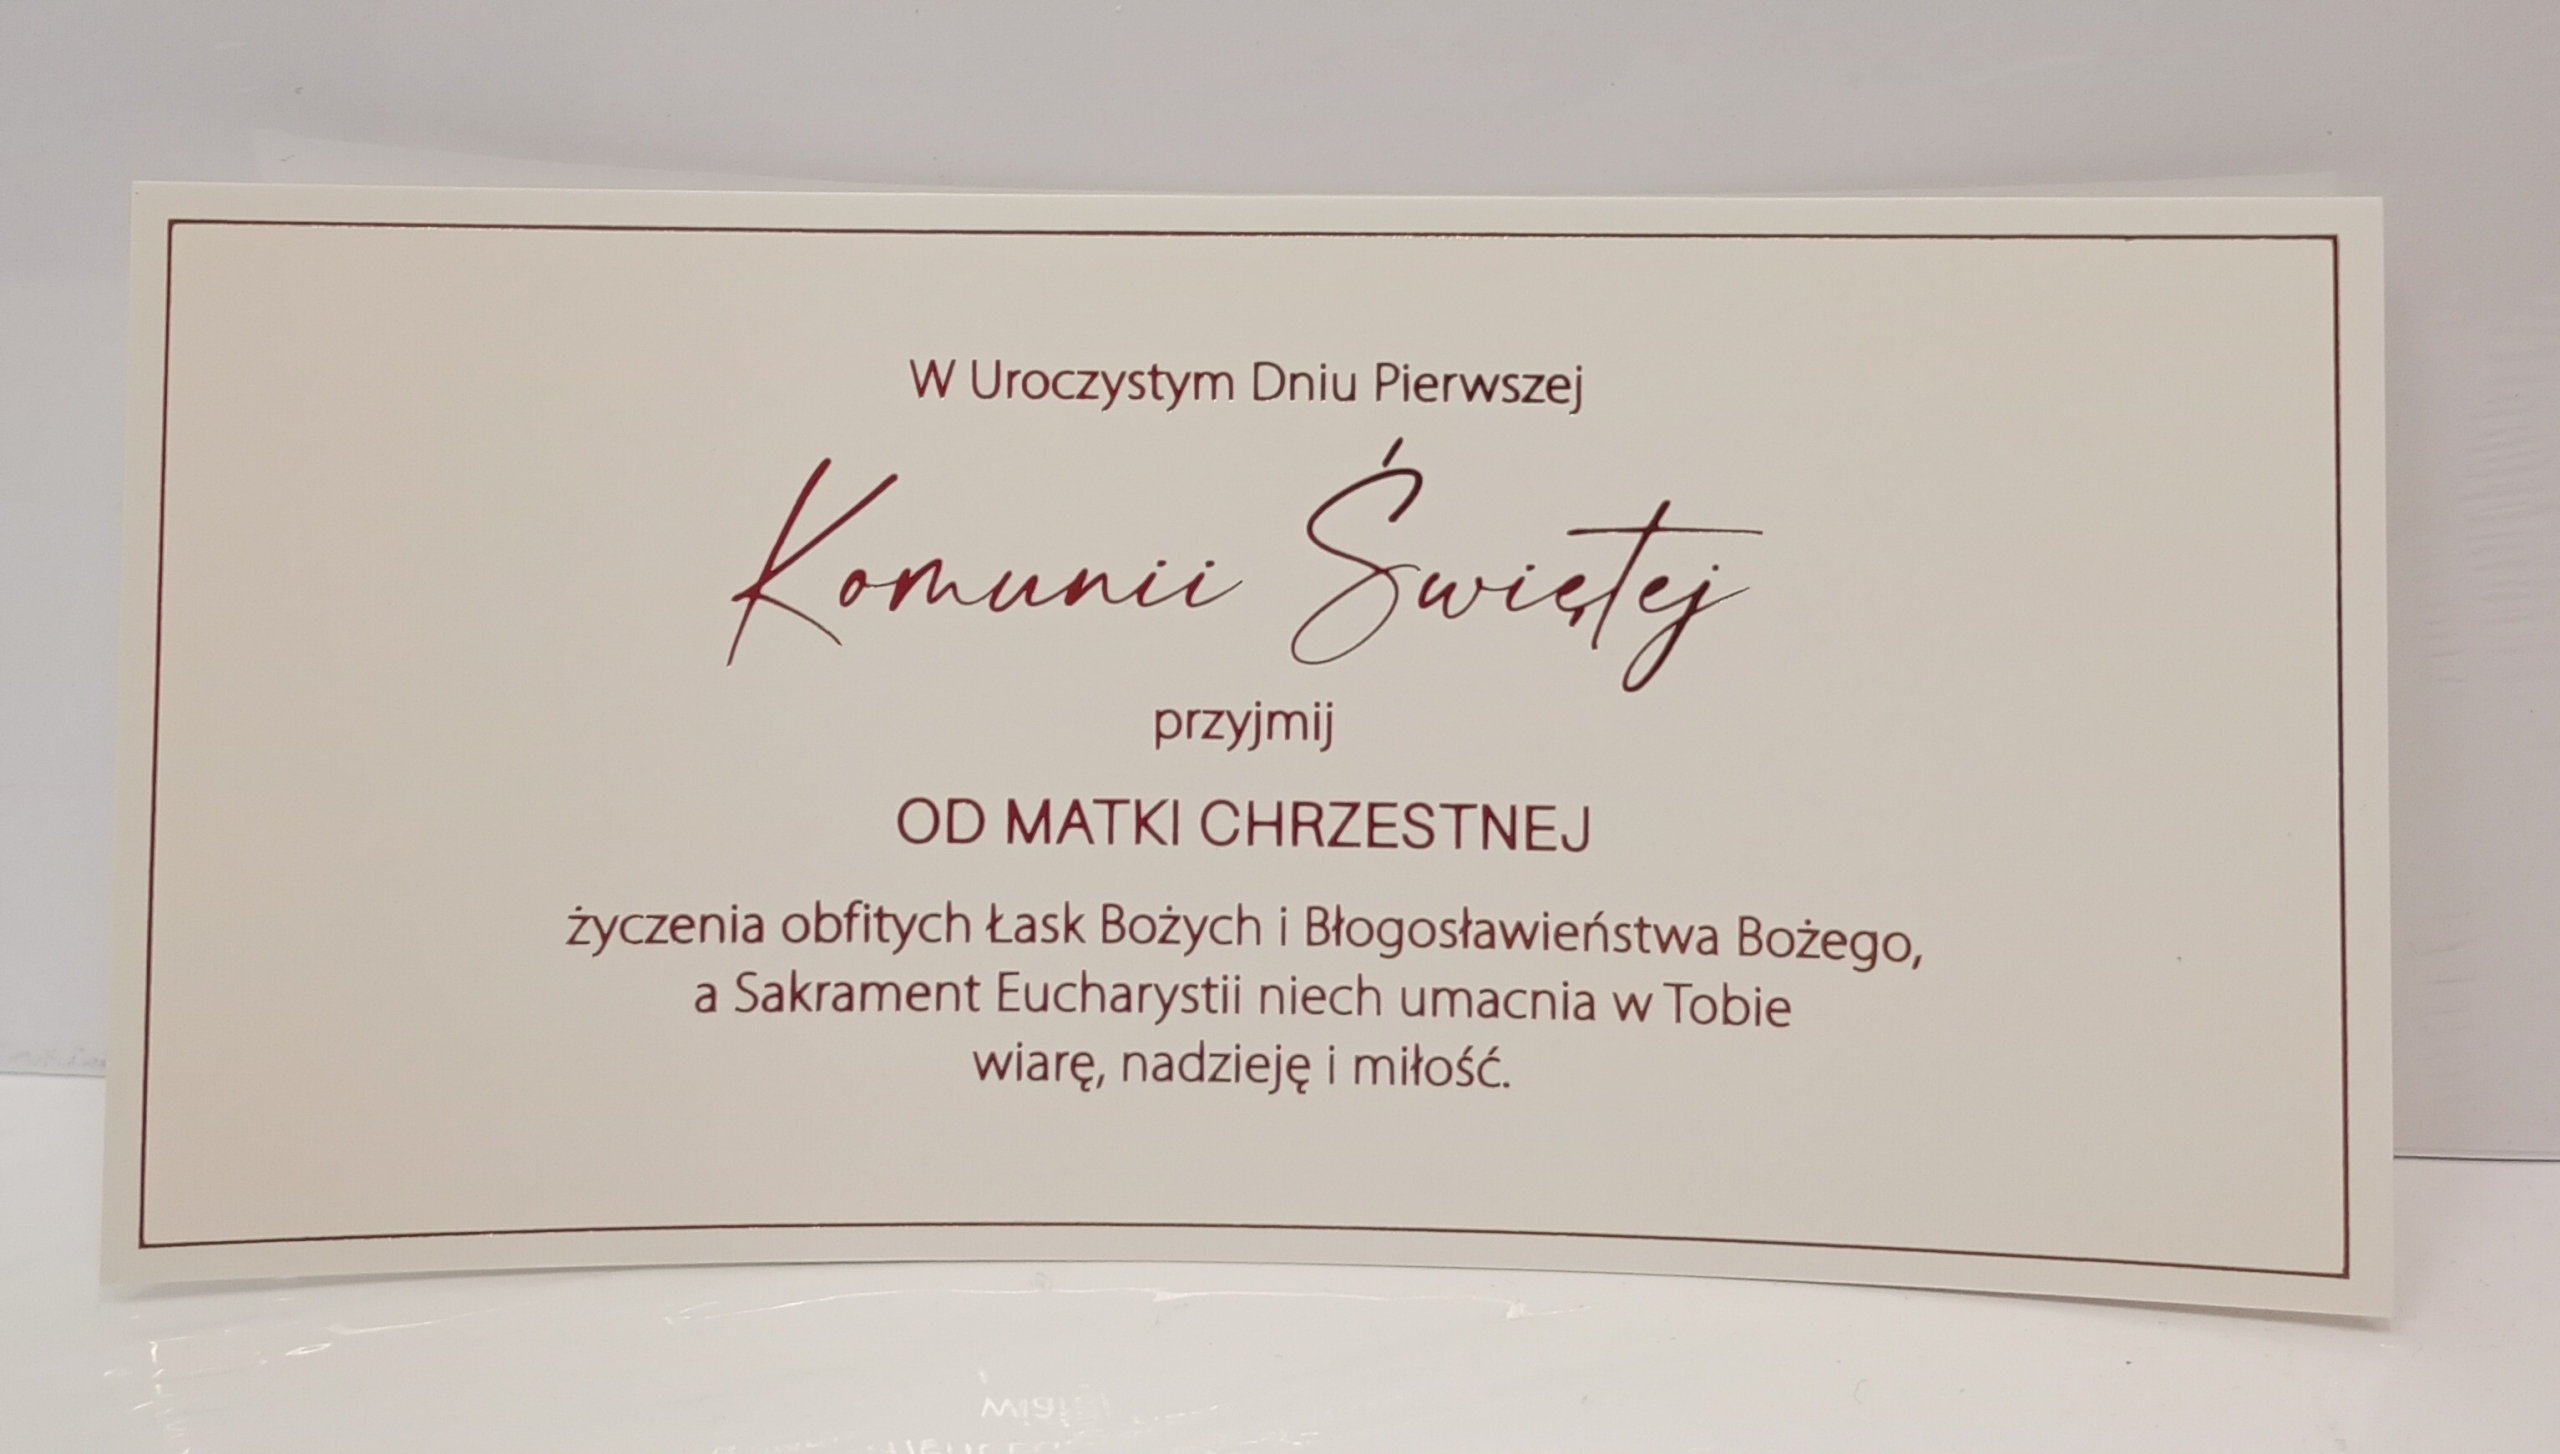 W Uroczystym Dniu Pierwszej
Komunii Świętej
przyjmij
OD MATKI CHRZESTNEJ
życzenia obfitych Łask Bożych i Błogosławieństwa Bożego,
a Sakrament Eucharystii niech umacnia w Tobie
wiarę, nadzieję i miłość.